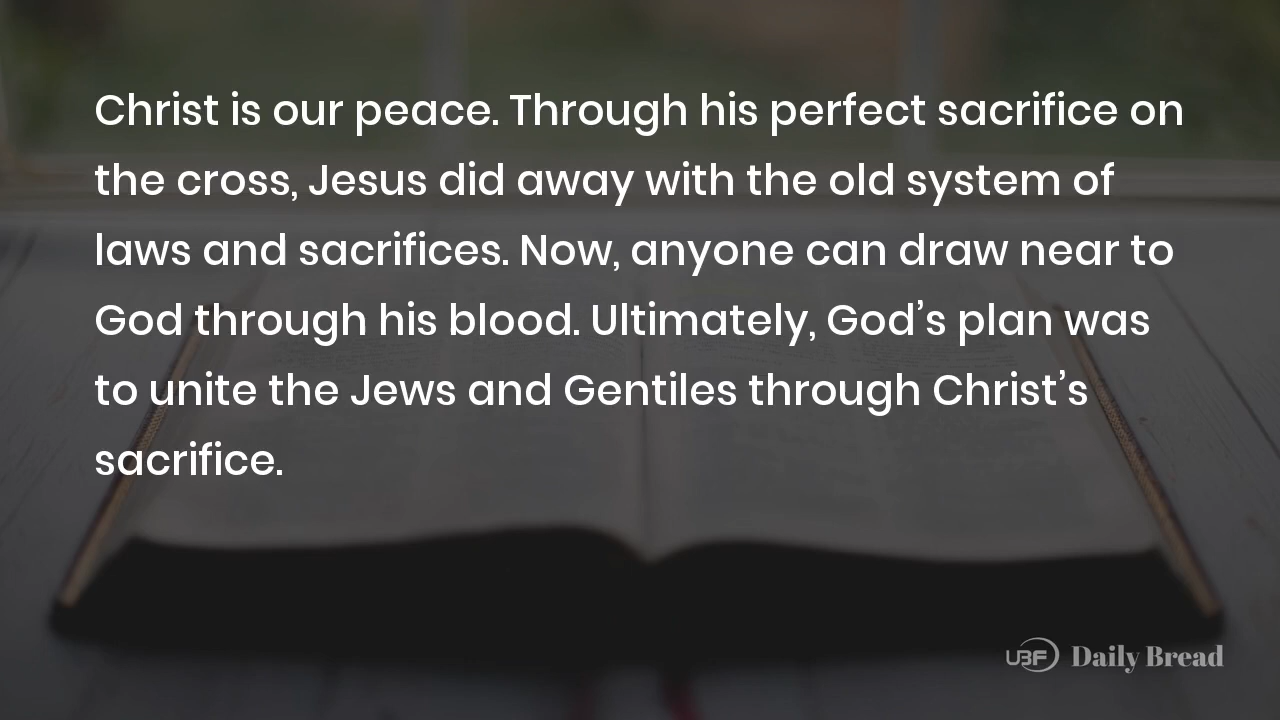 Christ is our peace. Through his perfect sacrifice on
the cross, Jesus did away with the old system of
laws and sacrifices. Now, anyone can draw near to
God through his blood. Ultimately, God’s plan was
to unite the Jews and Gentiles through Christ’s
sacrifice.
UBF Daily Bread